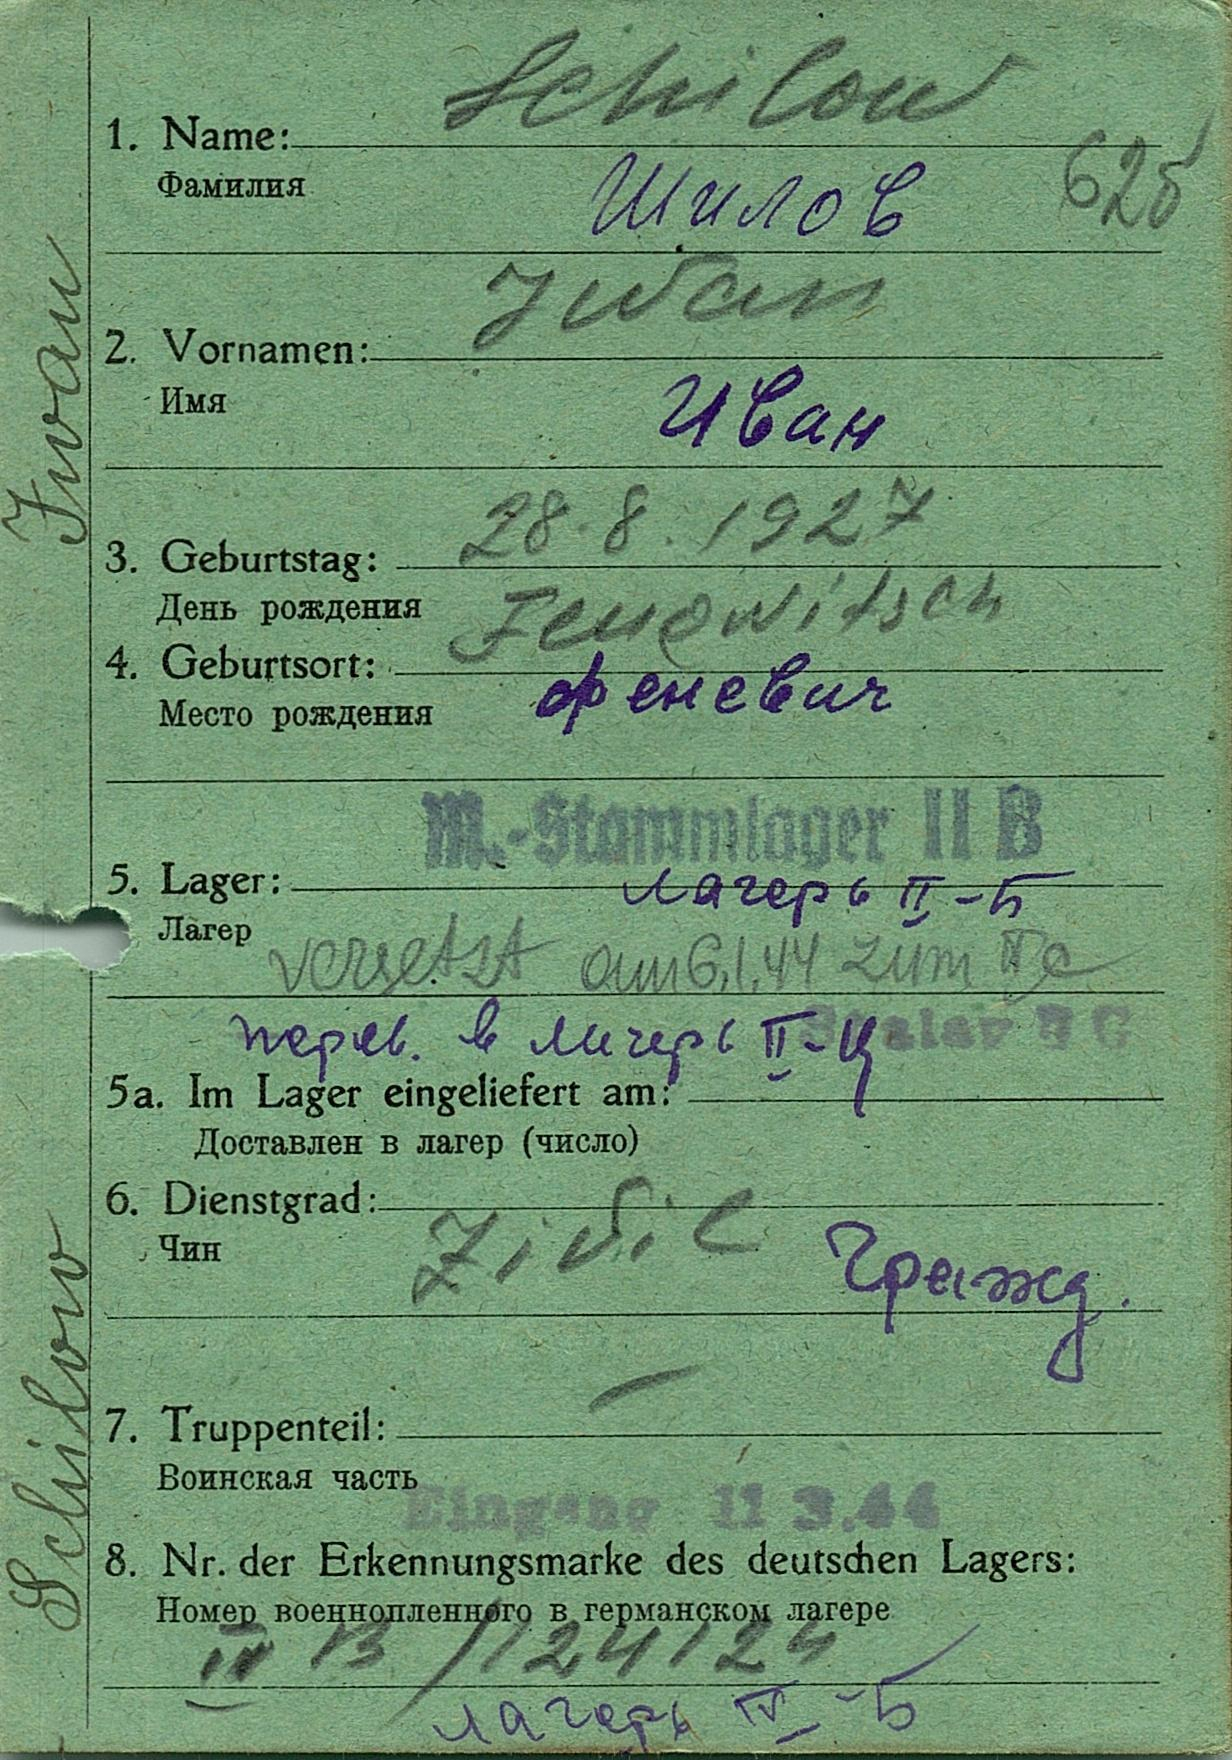 Schilow
1. Name:
Фамилия
Шилов
625
Iwan
2. Vornamen:
Имя
Иван
28.8.1927
3. Geburtstag:
День рождения
Fenewitsch
4. Geburtsort:
Место рождения
Феневич
M.-Stammlager II B
5. Lager:
лагерь II-Б
Лагер
versetzt am 6.1.44 zum II c
перев. в лагерь II-Ц
Stalag II C
5a. Im Lager eingeliefert am:
Доставлен в лагер (число)
6. Dienstgrad:
Чин
Zivil
Гражд.
—
7. Truppenteil:
Воинская часть
Eingang 11 3.44
8. Nr. der Erkennungsmarke des deutschen Lagers:
Номер военнопленного в германском лагере
B / 124124
лагерь -Б
Schilow Iwan